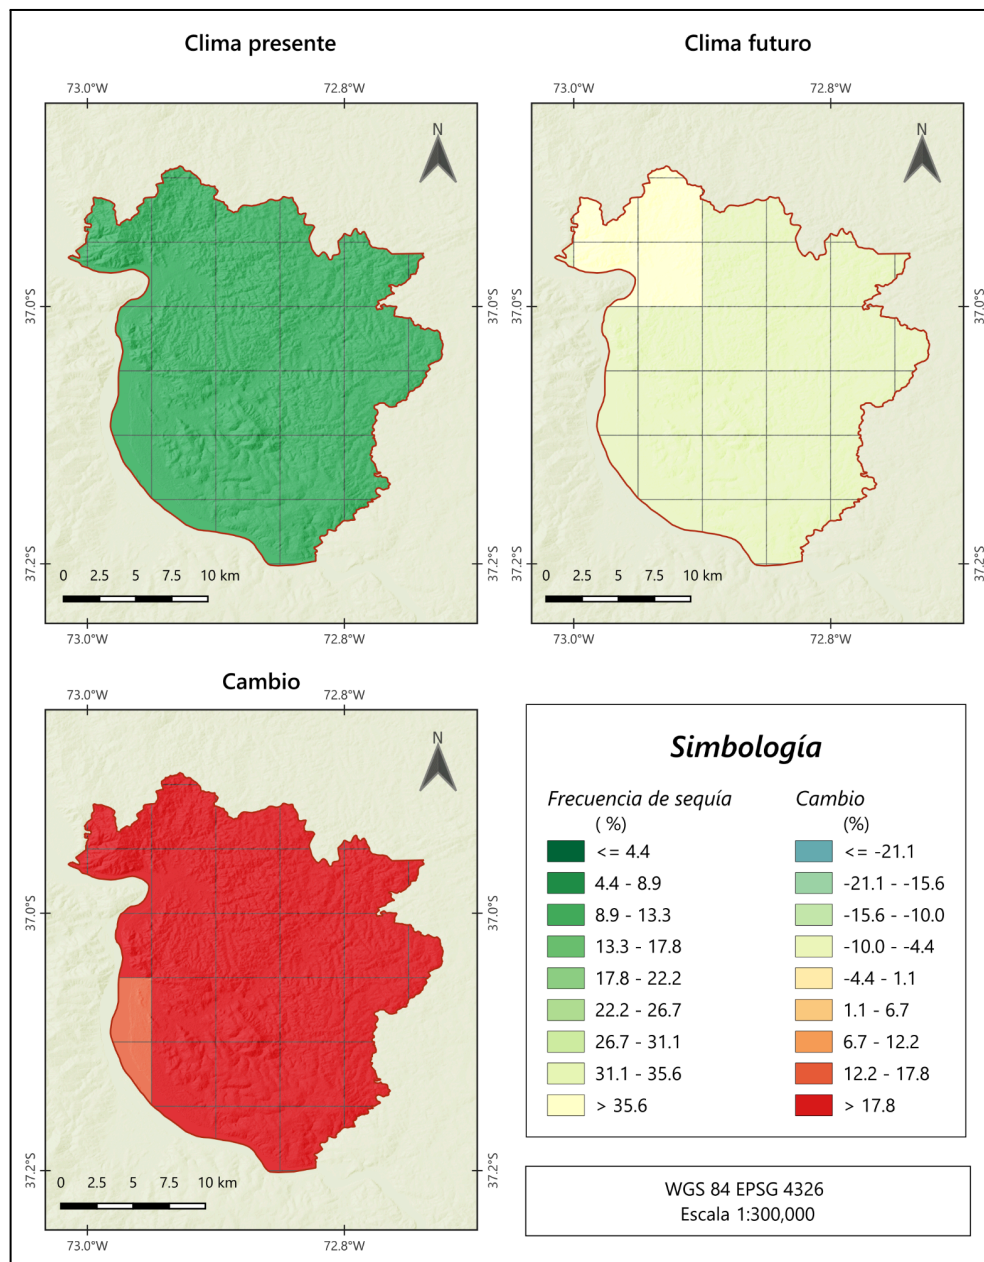 Clima presente
Clima futuro
73.0°W 72.8°W
73.0°W 72.8°W
N
N
37.0°S
37.0°S
37.0°S
37.0°S
37.2°S
37.2°S
37.2°S
37.2°S
0 2.5 5 7.5 10 km
0 2.5 5 7.5 10 km
73.0°W 72.8°W
73.0°W 72.8°W
Cambio
73.0°W 72.8°W
N
37.0°S
37.0°S
37.2°S
37.2°S
0 2.5 5 7.5 10 km
73.0°W 72.8°W
Simbología
Frecuencia de sequía
( %)
<= 4.4
4.4 - 8.9
8.9 - 13.3
13.3 - 17.8
17.8 - 22.2
22.2 - 26.7
26.7 - 31.1
31.1 - 35.6
> 35.6
Cambio
(%)
<= -21.1
-21.1 - -15.6
-15.6 - -10.0
-10.0 - -4.4
-4.4 - 1.1
1.1 - 6.7
6.7 - 12.2
12.2 - 17.8
> 17.8
WGS 84 EPSG 4326
Escala 1:300,000